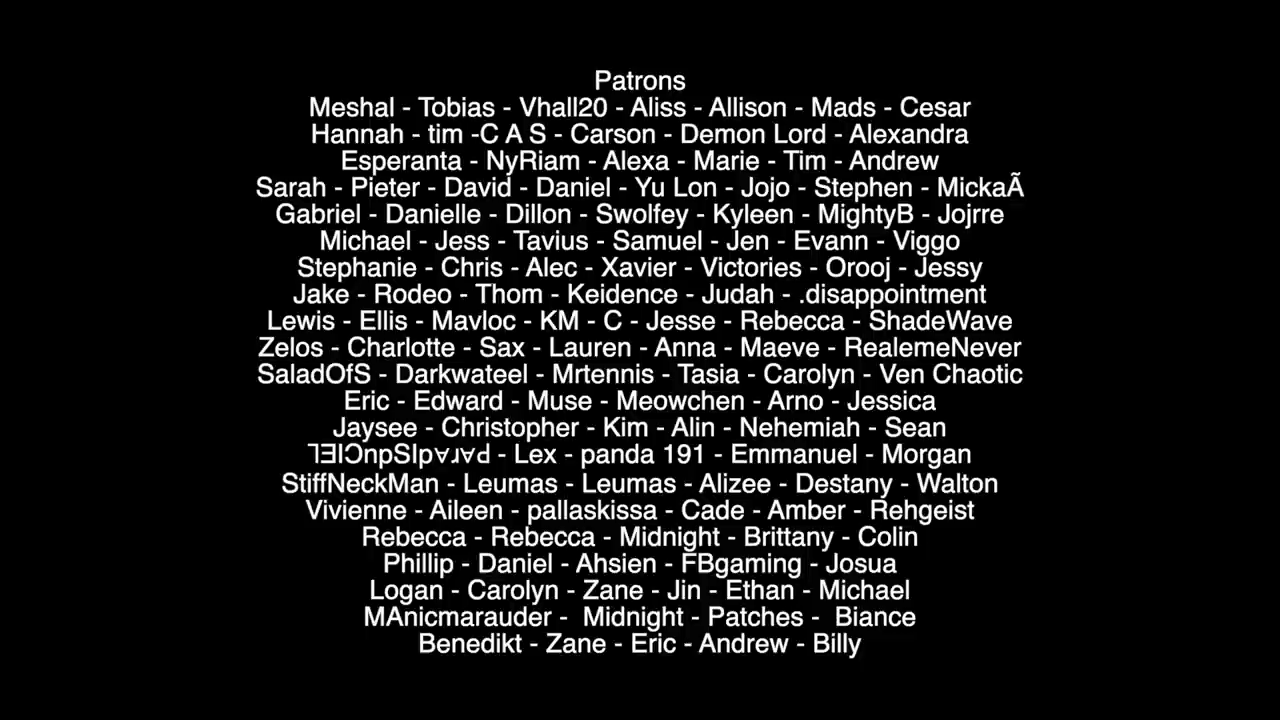 Patrons
Meshal - Tobias - Vhall20 - Aliss - Allison - Mads - Cesar
Hannah - tim -C A S - Carson - Demon Lord - Alexandra
Esperanta - NyRiam - Alexa - Marie - Tim - Andrew
Sarah - Pieter - David - Daniel - Yu Lon - Jojo - Stephen - MickaÃ
Gabriel - Danielle - Dillon - Swolfey - Kyleen - MightyB - Jojrre
Michael - Jess - Tavius - Samuel - Jen - Evann - Viggo
Stephanie - Chris - Alec - Xavier - Victories - Orooj - Jessy
Jake - Rodeo - Thom - Keidence - Judah - .disappointment
Lewis - Ellis - Mavloc - KM - C - Jesse - Rebecca - ShadeWave
Zelos - Charlotte - Sax - Lauren - Anna - Maeve - RealemeNever
SaladOfS - Darkwateel - Mrtennis - Tasia - Carolyn - Ven Chaotic
Eric - Edward - Muse - Meowchen - Arno - Jessica
Jaysee - Christopher - Kim - Alin - Nehemiah - Sean
- Lex - panda 191 - Emmanuel - Morgan
StiffNeckMan - Leumas - Leumas - Alizee - Destany - Walton
Vivienne - Aileen - pallaskissa - Cade - Amber - Rehgeist
Rebecca - Rebecca - Midnight - Brittany - Colin
Phillip - Daniel - Ahsien - FBgaming - Josua
Logan - Carolyn - Zane - Jin - Ethan - Michael
MAnicmarauder -  Midnight - Patches -  Biance
Benedikt - Zane - Eric - Andrew - Billy